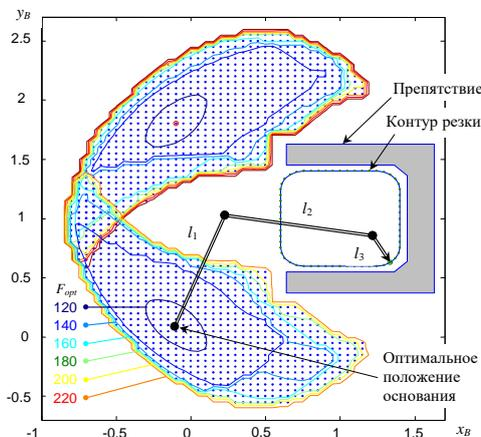 y_B
2.5
2
1.5
1
0.5
0
-0.5
-1
-0.5
0
0.5
1
1.5
x_B
Препятствие
Контур резки
l_1
l_2
l_3
F_opt
120
140
160
180
200
220
Оптимальное
положение
основания